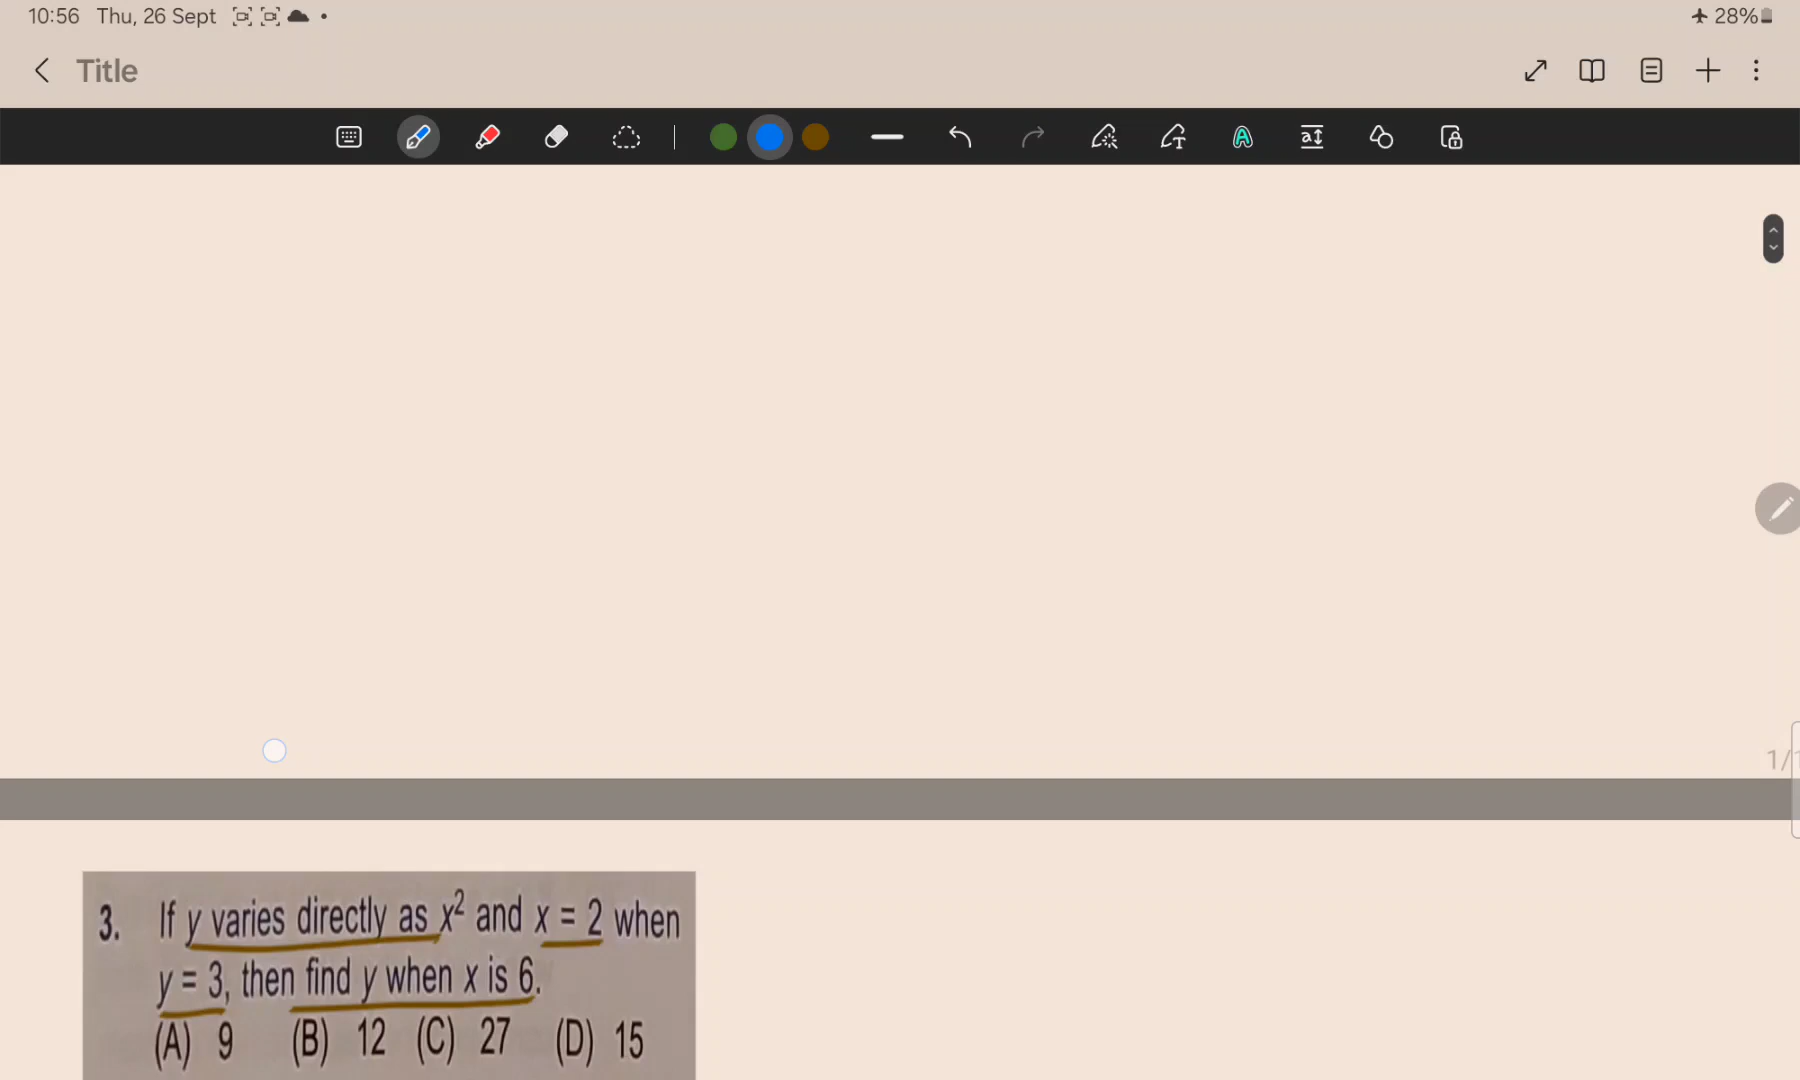 10:56 Thu, 26 Sept 28%
Title
1/1
3. If y varies directly as x² and x = 2 when
y = 3, then find y when x is 6.
(A) 9 (B) 12 (C) 27 (D) 15